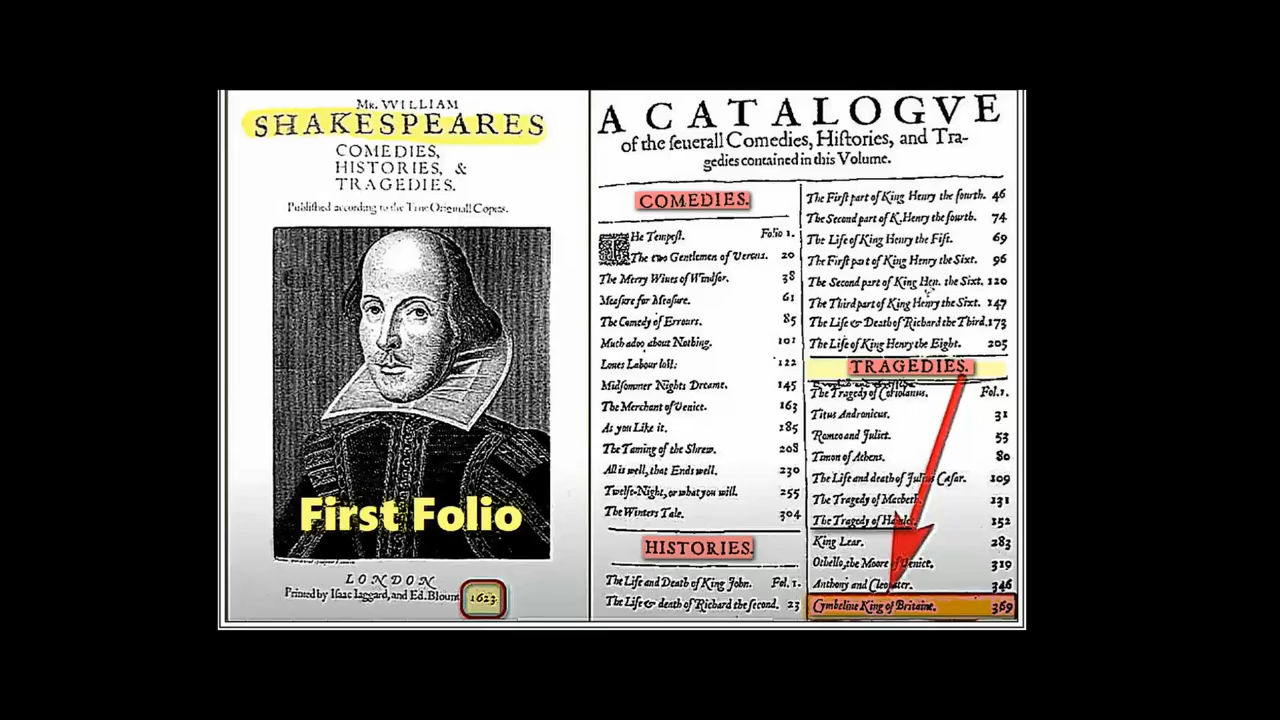 Mr. VVILLIAM
SHAKESPEARES
COMEDIES,
HISTORIES, &
TRAGEDIES.
Publiſhed according to the True Originall Copies.
First Folio
LONDON
Printed by Iſaac Iaggard, and Ed. Blount. 1623.
A CATALOGVE
of the ſeuerall Comedies, Hiſtories, and Tra-
gedies contained in this Volume.
COMEDIES.
THe Tempeſt. Folio 1.
The two Gentlemen of Verona. 20
The Merry Wiues of Windſor. 38
Meaſure for Meaſure. 61
The Comedy of Errours. 85
Much adoo about Nothing. 101
Loues Labour loſt. 122
Midſommer Nights Dreame. 145
The Merchant of Venice. 163
As you Like it. 185
The Taming of the Shrew. 208
All is well, that Ends well. 230
Twelfe-Night, or what you will. 255
The Winters Tale. 304
HISTORIES.
The Life and Death of King John. Fol. 1.
The Life & death of Richard the ſecond. 23
The Firſt part of King Henry the fourth. 46
The Second part of K. Henry the fourth. 74
The Life of King Henry the Fift. 69
The Firſt part of King Henry the Sixt. 96
The Second part of King Hen. the Sixt. 120
The Third part of King Henry the Sixt. 147
The Life & Death of Richard the Third. 173
The Life of King Henry the Eight. 205
TRAGEDIES.
The Tragedy of Coriolanus. Fol. 1.
Titus Andronicus. 31
Romeo and Juliet. 53
Timon of Athens. 80
The Life and death of Julius Cæſar. 109
The Tragedy of Macbeth. 131
The Tragedy of Hamlet. 152
King Lear. 283
Othello, the Moore of Venice. 319
Anthony and Cleopater. 346
Cymbeline King of Britaine. 369